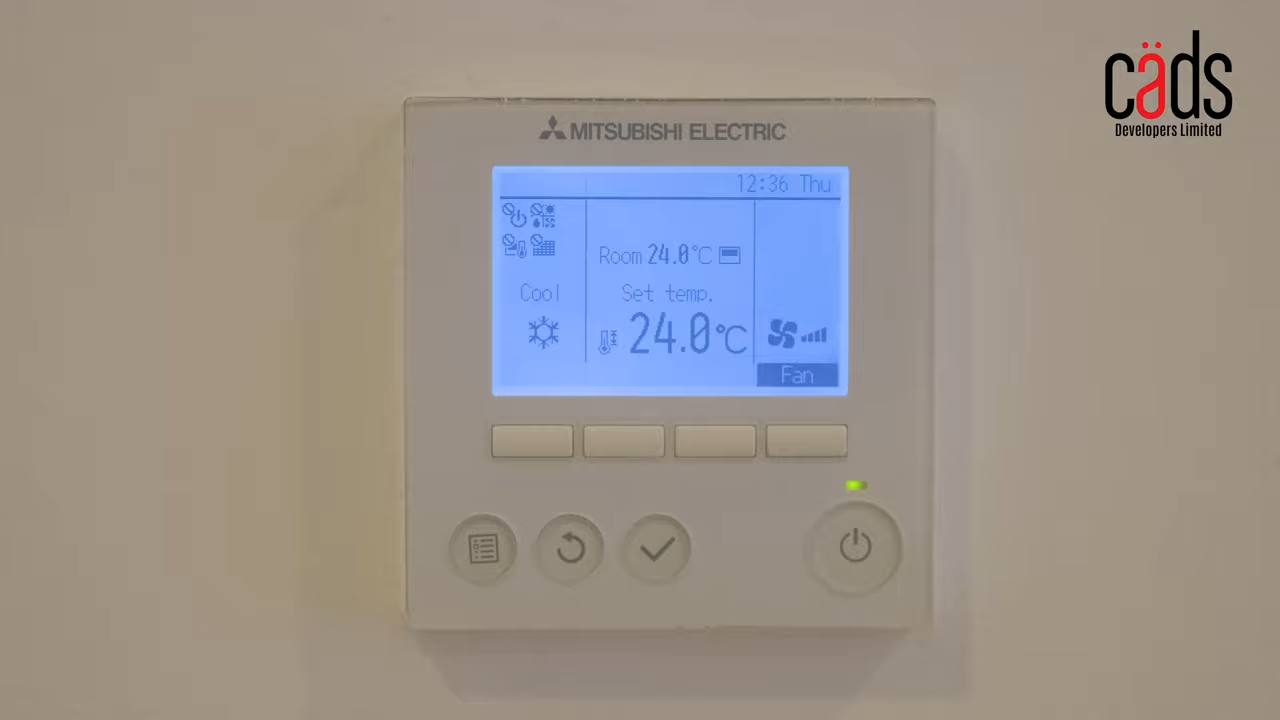 cäds
Developers Limited
MITSUBISHI ELECTRIC
12:36 Thu
Room 24.0°C
Cool
Set temp.
24.0°C
Fan